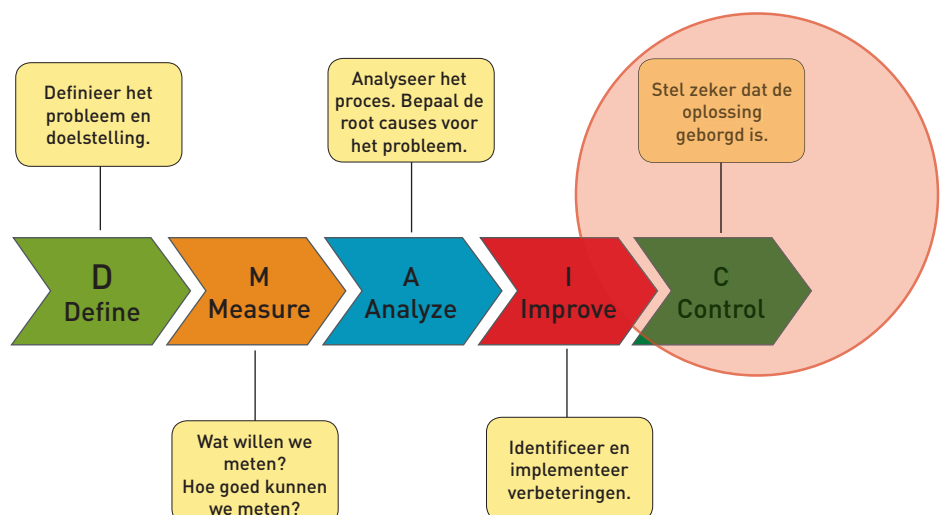 Definieer het
probleem en
doelstelling.
Analyseer het
proces. Bepaal de
root causes voor
het probleem.
Stel zeker dat de
oplossing
geborgd is.
D
Define
M
Measure
A
Analyze
I
Improve
C
Control
Wat willen we
meten?
Hoe goed kunnen
we meten?
Identificeer en
implementeer
verbeteringen.